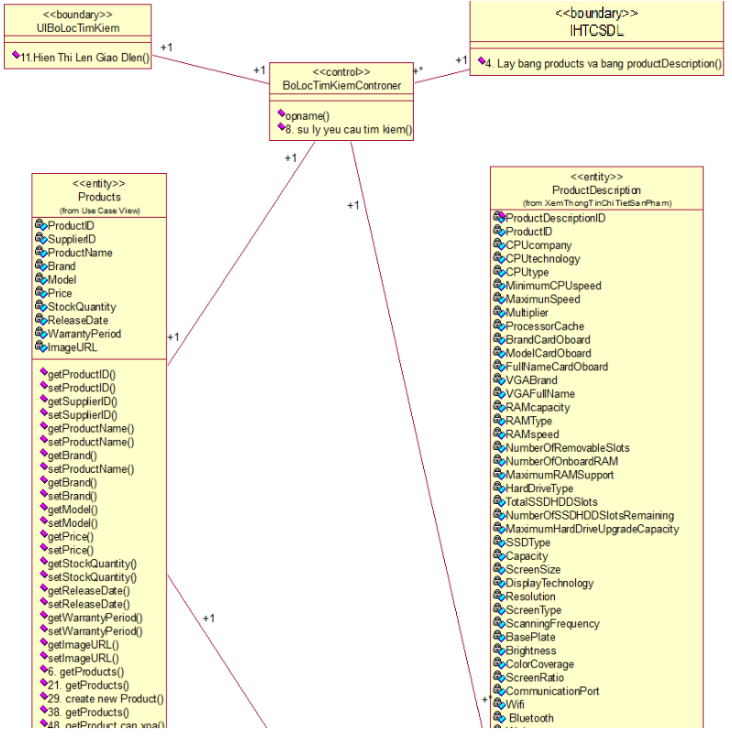 <<boundary>>
UIBoLocTimKiem
11.Hien Thi Len Giao DIen()
+1
+1
<<control>>
BoLocTimKiemControner
opname()
8. su ly yeu cau tim kiem()
+*
+1
<<boundary>>
IHTCSDL
4. Lay bang products va bang productDescription()
+1
+1
+1
<<entity>>
Products
(from Use Case View)
ProductID
SupplierID
ProductName
Brand
Model
Price
StockQuantity
ReleaseDate
WarrantyPeriod
ImageURL
getProductID()
setProductID()
getSupplierID()
setSupplierID()
getProductName()
setProductName()
getBrand()
setProductName()
getBrand()
setBrand()
getModel()
setModel()
getPrice()
setPrice()
getStockQuantity()
setStockQuantity()
getReleaseDate()
setReleaseDate()
getWarrantyPeriod()
setWarrantyPeriod()
getImageURL()
setImageURL()
6. getProducts()
21. getProducts()
29. create new Product()
38. getProducts()
48. getProduct can xoa()
+1
+*
<<entity>>
ProductDescription
(from XemThongTinChiTietSanPham)
ProductDescriptionID
ProductID
CPUcompany
CPUtechnology
CPUtype
MinimumCPUspeed
MaximunSpeed
Multiplier
ProcessorCache
BrandCardOboard
ModelCardOboard
FullNameCardOboard
VGABrand
VGAFullName
RAMcapacity
RAMType
RAMspeed
NumberOfRemovableSlots
NumberOfOnboardRAM
MaximumRAMSupport
HardDriveType
TotalSSDHDDSlots
NumberOfSSDHDDSlotsRemaining
MaximumHardDriveUpgradeCapacity
SSDType
Capacity
ScreenSize
DisplayTechnology
Resolution
ScreenType
ScanningFrequency
BasePlate
Brightness
ColorCoverage
ScreenRatio
CommunicationPort
Wifi
Bluetooth